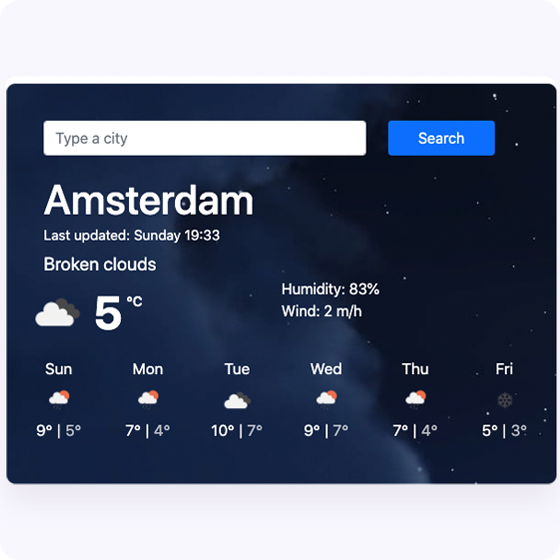 Type a city
Search
Amsterdam
Last updated: Sunday 19:33
Broken clouds
5 °C
Humidity: 83%
Wind: 2 m/h
Sun Mon Tue Wed Thu Fri
9° | 5° 7° | 4° 10° | 7° 9° | 7° 7° | 4° 5° | 3°